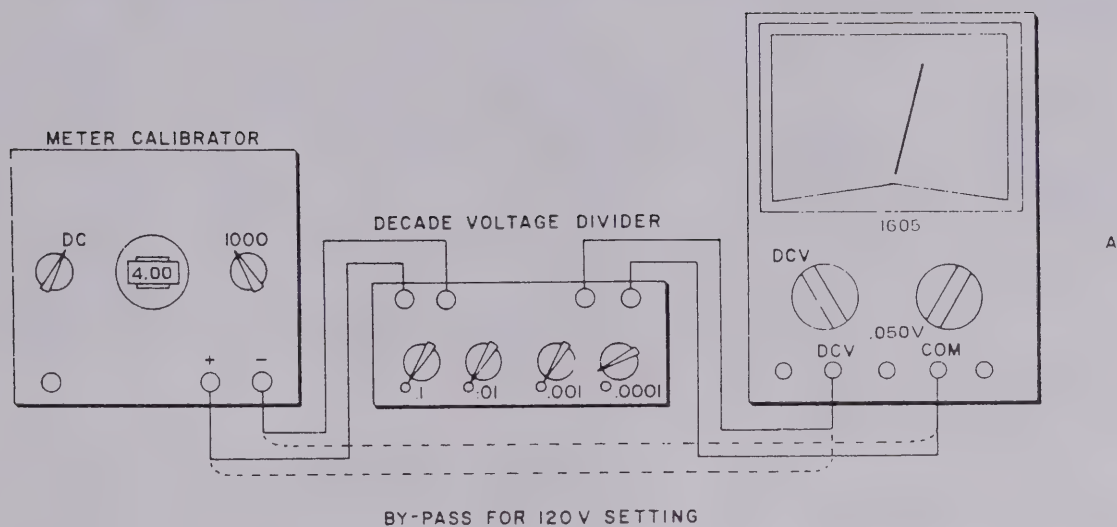 METER CALIBRATOR
DC
4.00
1000
+
-
DECADE VOLTAGE DIVIDER
.1
.01
.001
.0001
1605
DCV
.050V
DCV
COM
A
BY-PASS FOR 120V SETTING